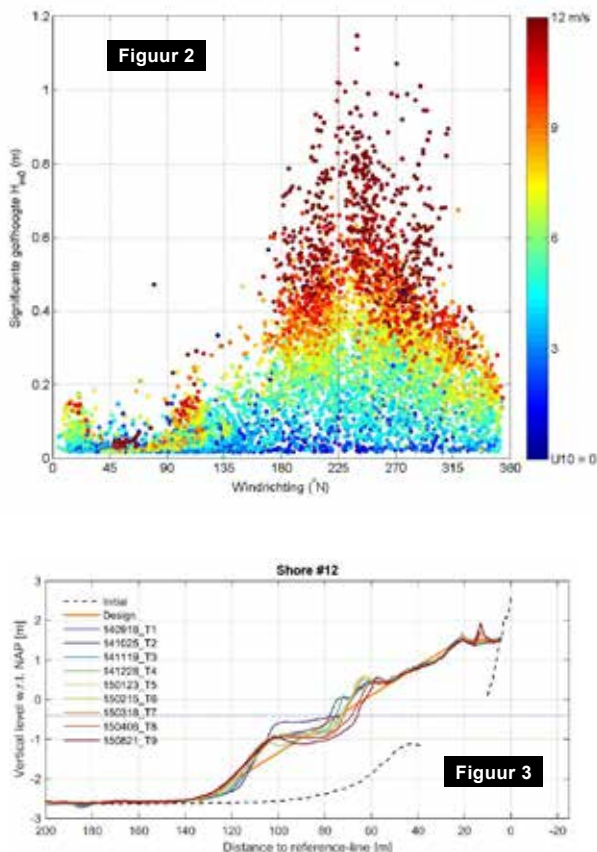 Figuur 2
1.2
1
0.8
0.6
0.4
0.2
0
Significante golfhoogte Hm0 (m)
0 45 90 135 180 225 270 315 360
Windrichting (°N)
12 m/s
9
6
3
U10 = 0
Shore #12
3
2
1
0
-1
-2
-3
Vertical level w.r.t. NAP [m]
Initial
Design
140918_T1
141025_T2
141119_T3
141228_T4
150123_T5
150215_T6
150318_T7
150406_T8
150821_T9
Figuur 3
200 180 160 140 120 100 80 60 40 20 0 -20
Distance to reference-line [m]